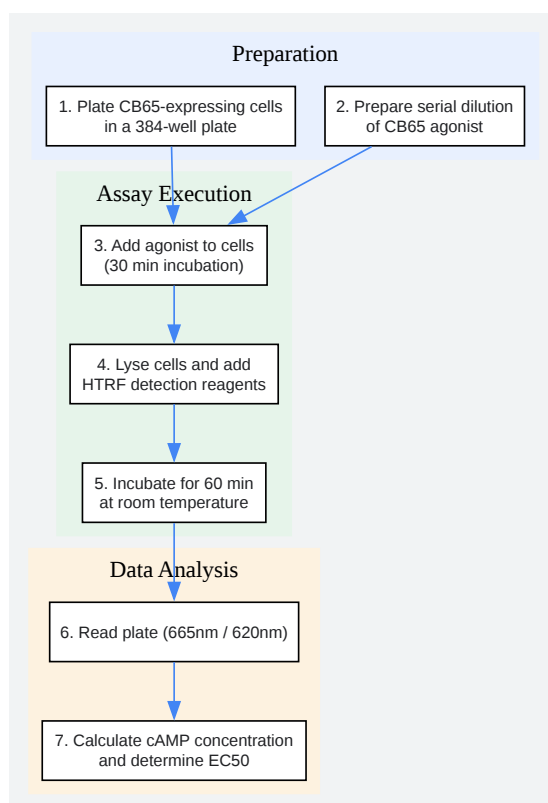 Preparation
1. Plate CB65-expressing cells
in a 384-well plate
2. Prepare serial dilution
of CB65 agonist
Assay Execution
3. Add agonist to cells
(30 min incubation)
4. Lyse cells and add
HTRF detection reagents
5. Incubate for 60 min
at room temperature
Data Analysis
6. Read plate (665nm / 620nm)
7. Calculate cAMP concentration
and determine EC50